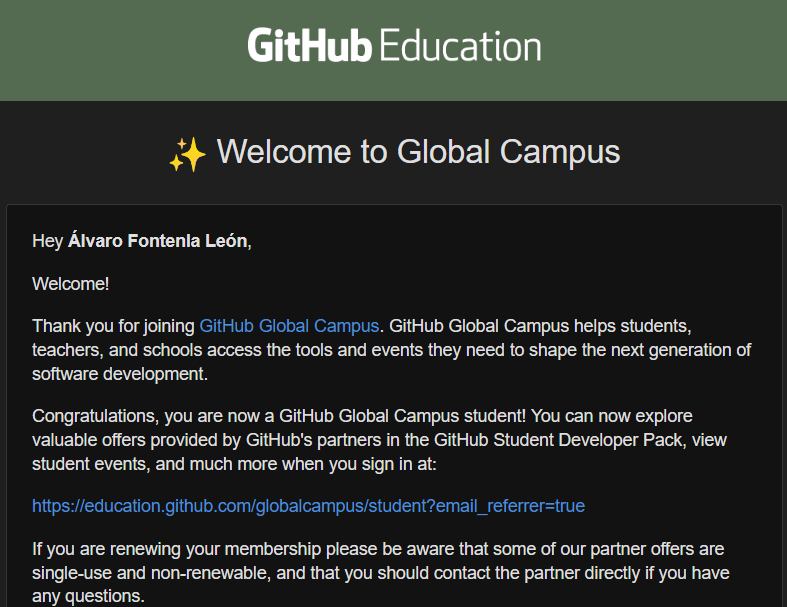 GitHub Education
✨ Welcome to Global Campus
Hey Álvaro Fontenla León,
Welcome!
Thank you for joining GitHub Global Campus. GitHub Global Campus helps students,
teachers, and schools access the tools and events they need to shape the next generation of
software development.
Congratulations, you are now a GitHub Global Campus student! You can now explore
valuable offers provided by GitHub's partners in the GitHub Student Developer Pack, view
student events, and much more when you sign in at:
https://education.github.com/globalcampus/student?email_referrer=true
If you are renewing your membership please be aware that some of our partner offers are
single-use and non-renewable, and that you should contact the partner directly if you have
any questions.